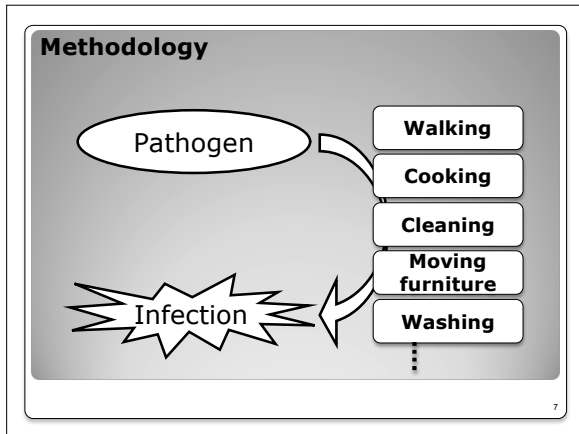 Methodology
Pathogen
Walking
Cooking
Cleaning
Moving
furniture
Infection
Washing
7